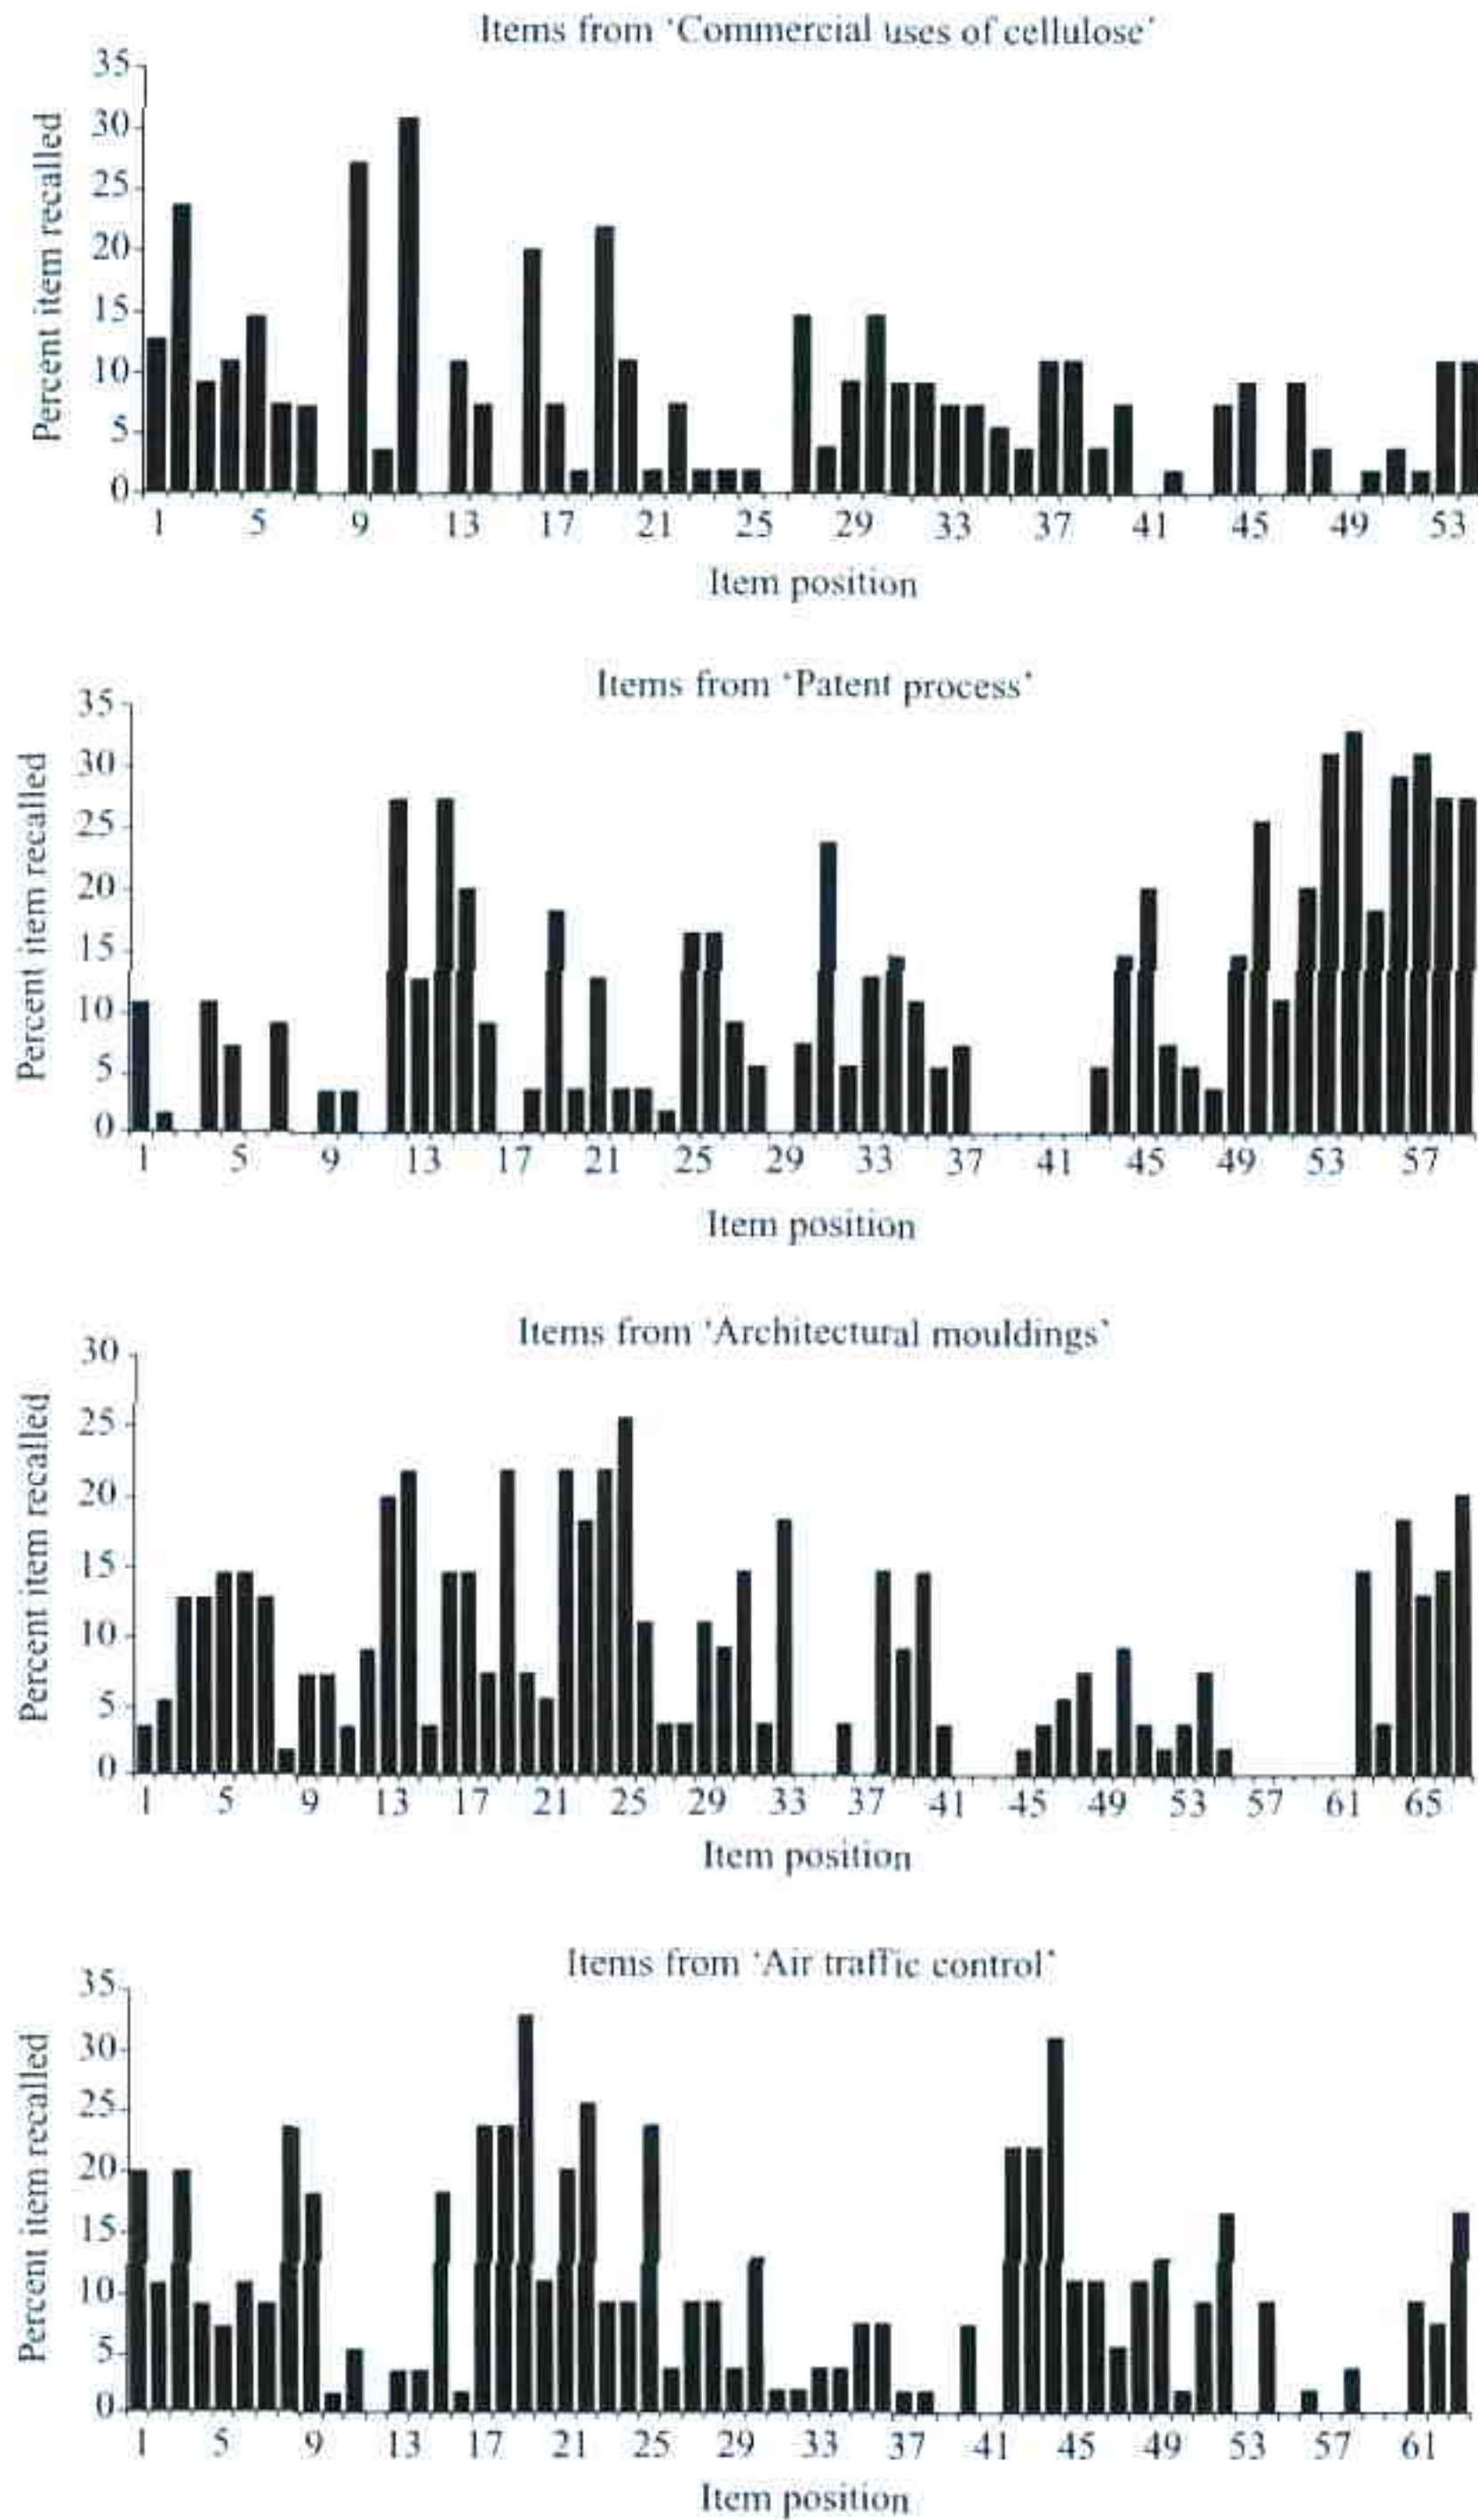 Items from ‘Commercial uses of cellulose’
Percent item recalled
35
30
25
20
15
10
5
0
1 5 9 13 17 21 25 29 33 37 41 45 49 53
Item position
Items from ‘Patent process’
Percent item recalled
35
30
25
20
15
10
5
0
1 5 9 13 17 21 25 29 33 37 41 45 49 53 57
Item position
Items from ‘Architectural mouldings’
Percent item recalled
30
25
20
15
10
5
0
1 5 9 13 17 21 25 29 33 37 41 45 49 53 57 61 65
Item position
Items from ‘Air traffic control’
Percent item recalled
35
30
25
20
15
10
5
0
1 5 9 13 17 21 25 29 33 37 41 45 49 53 57 61
Item position